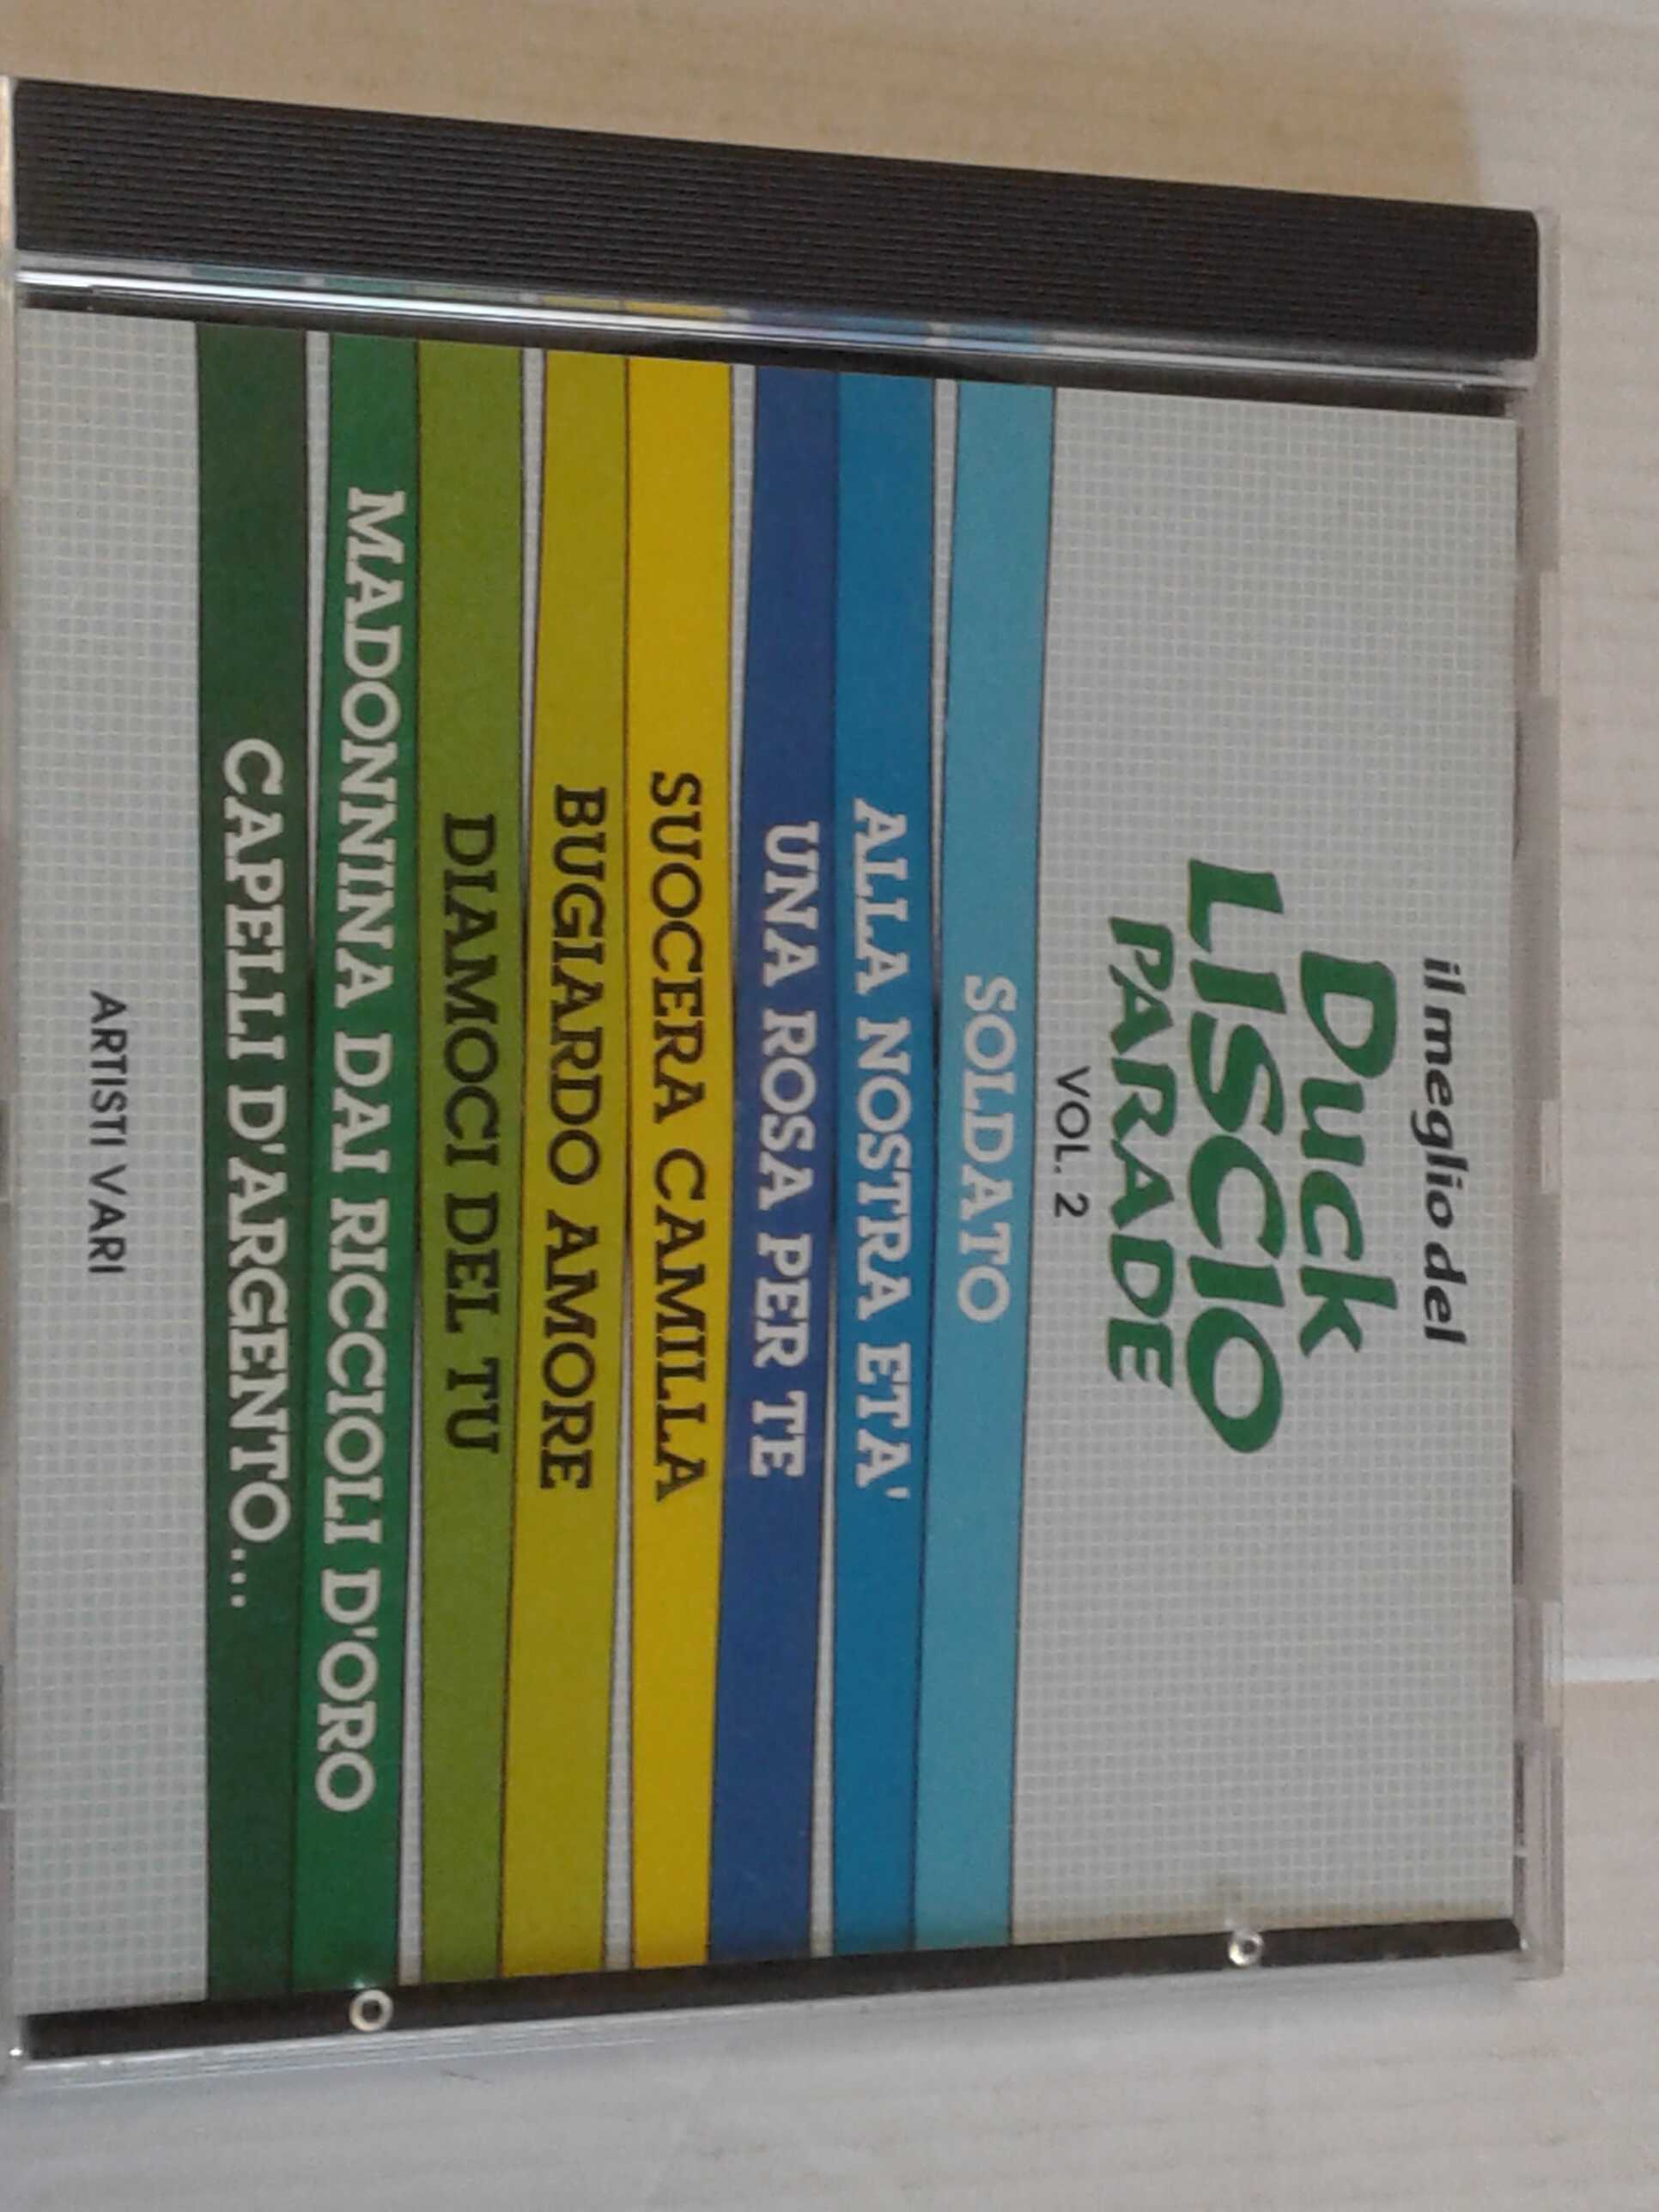 il meglio del
Duck
LISCIO
PARADE
VOL. 2
SOLDATO
ALLA NOSTRA ETA'
UNA ROSA PER TE
SUOCERA CAMILLA
BUGIARDO AMORE
DIAMOCI DEL TU
MADONNINA DAI RICCIOLI D'ORO
CAPELLI D'ARGENTO...
ARTISTI VARI